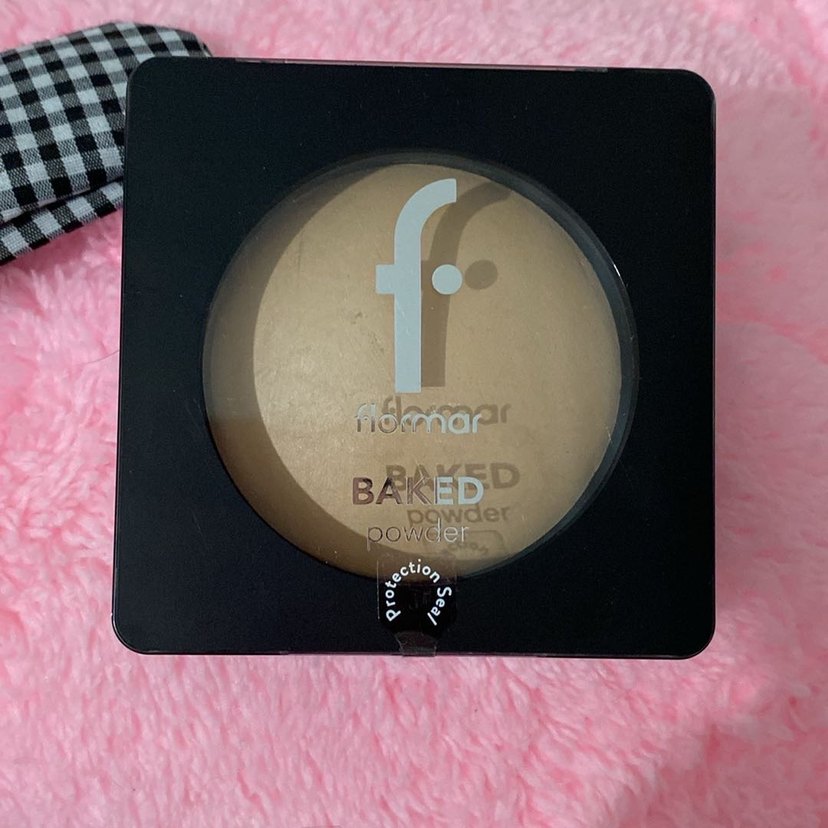 f
flormar
BAKED
powder
Protection Seal